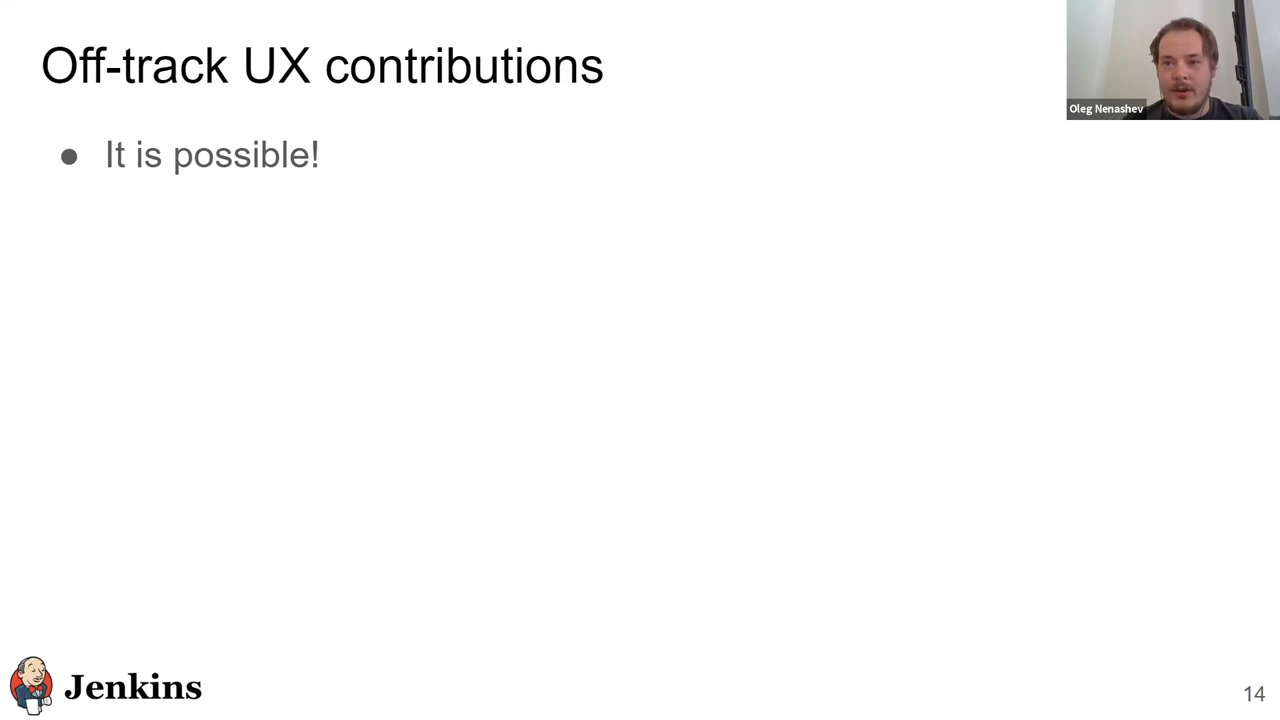 Off-track UX contributions
Oleg Nenashev
● It is possible!
Jenkins
14